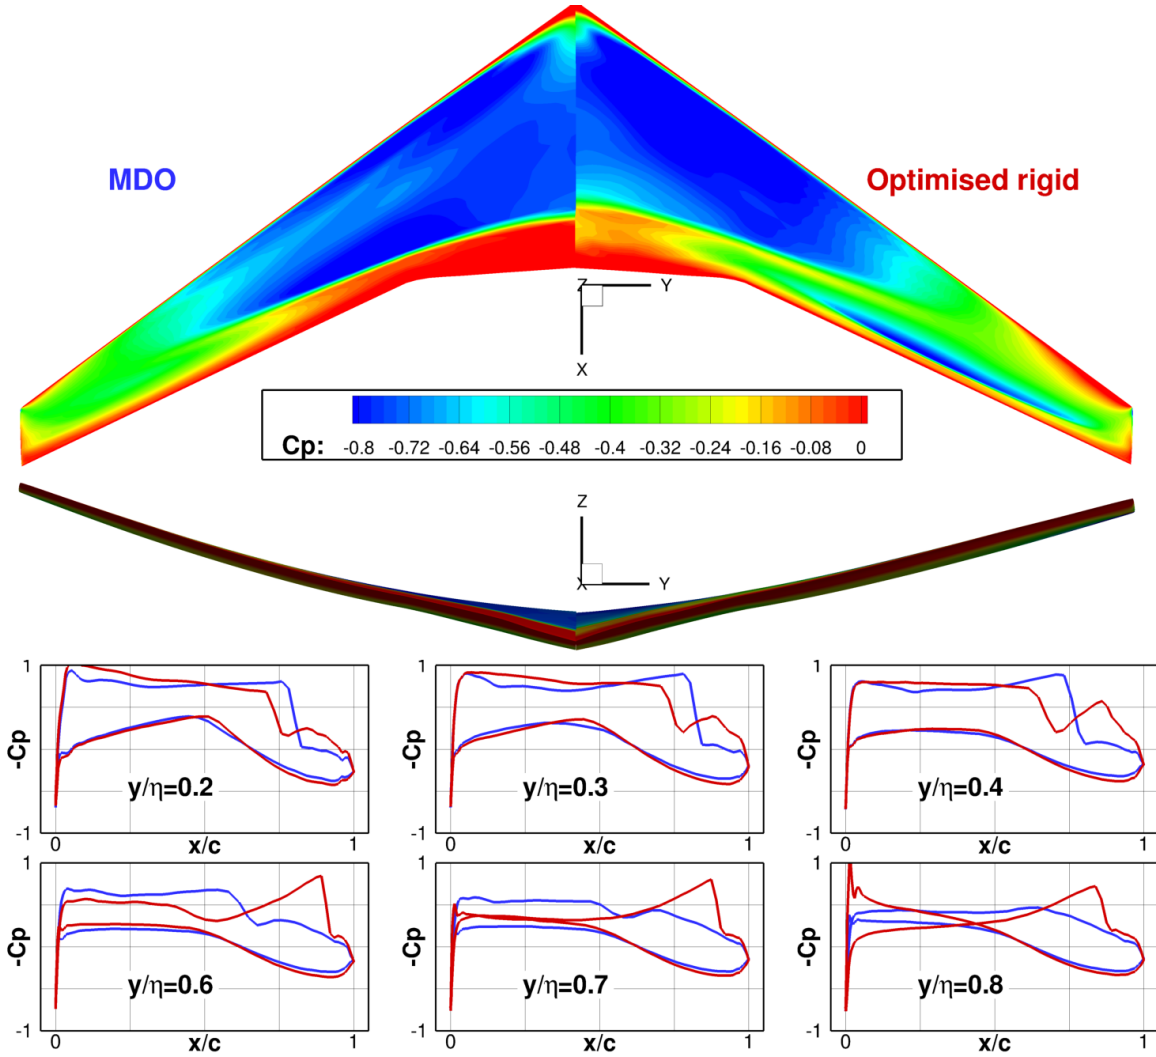 MDO
Optimised rigid
Z Y
X
Cp: -0.8 -0.72 -0.64 -0.56 -0.48 -0.4 -0.32 -0.24 -0.16 -0.08 0
Z
X Y
1 1 1
-Cp -Cp -Cp
y/η=0.2 y/η=0.3 y/η=0.4
-1 -1 -1
0 x/c 1 0 x/c 1 0 x/c 1
1 1 1
-Cp -Cp -Cp
y/η=0.6 y/η=0.7 y/η=0.8
-1 -1 -1
0 x/c 1 0 x/c 1 0 x/c 1